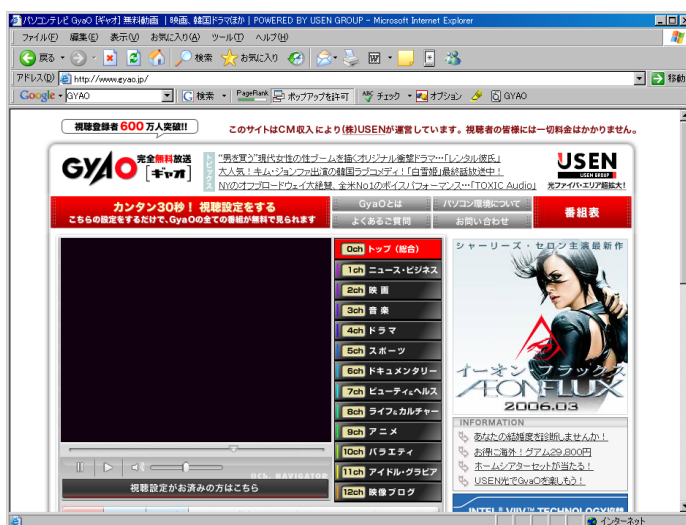 パソコンテレビ GyaO [ギャオ] 無料動画 | 映画、韓国ドラマほか | POWERED BY USEN GROUP - Microsoft Internet Explorer
ファイル(F) 編集(E) 表示(V) お気に入り(A) ツール(T) ヘルプ(H)
戻る 検索 お気に入り
アドレス(D) http://www.gyao.jp/ 移動
Google GYAO 検索 PageRank ポップアップを許可 ABC チェック オプション GYAO
視聴登録者600万人突破!!
このサイトはCM収入により(株)USENが運営しています。視聴者の皆様には一切料金はかかりません。
GYAO 完全無料放送 [ギャオ]
トピックス
"男を買う"現代女性の性ブームを描くオリジナル衝撃ドラマ…「レンタル彼氏」
大人気！キム・ジョンファ出演の韓国ラブコメディ！「白雪姫」最終話放送中！
NYのオフブロードウェイ大絶賛、全米No1のボイスパフォーマンス…「TOXIC Audio」
USEN
USEN GROUP
光ファイバ・エリア超拡大!
カンタン30秒！ 視聴設定をする
こちらの設定をするだけで、GyaOの全ての番組が無料で見られます
GyaOとは パソコン環境について
よくあるご質問 お問い合わせ
番組表
0ch トップ（総合）
1ch ニュース・ビジネス
2ch 映画
3ch 音楽
4ch ドラマ
5ch スポーツ
6ch ドキュメンタリー
7ch ビューティ&ヘルス
8ch ライフ&カルチャー
9ch アニメ
10ch バラエティ
11ch アイドル・グラビア
12ch 映像ブログ
0ch. NAVIGATOR
視聴設定がお済みの方はこちら
シャーリーズ・セロン主演最新作
イーオン フラックス
ÆON FLUX
2006.03
INFORMATION
あなたの結婚度を診断しませんか！
お得に海外！グアム29,800円
ホームシアターセットが当たる！
USEN光でGyaOを楽しもう！
INTEL® VIIV™ TECHNOLOGY
インターネット